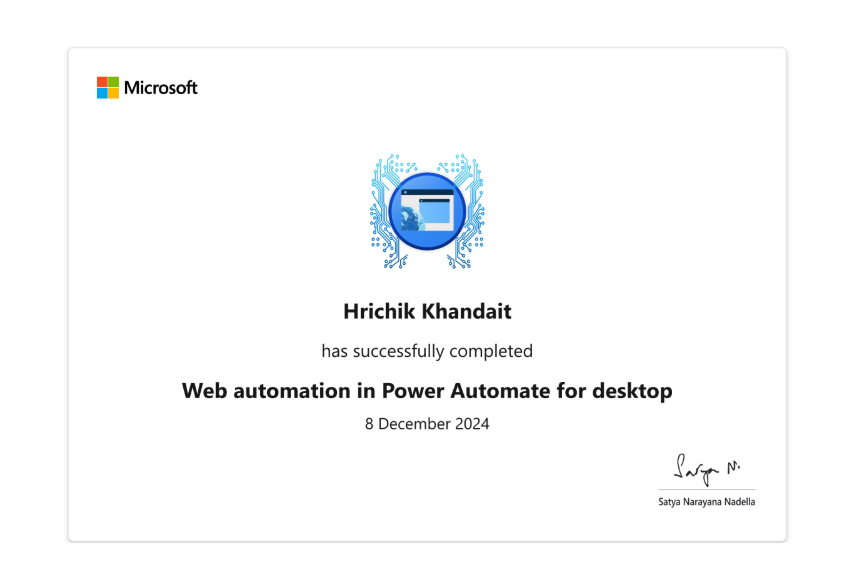 Microsoft
Hrichik Khandait
has successfully completed
Web automation in Power Automate for desktop
8 December 2024
Satya N.
Satya Narayana Nadella